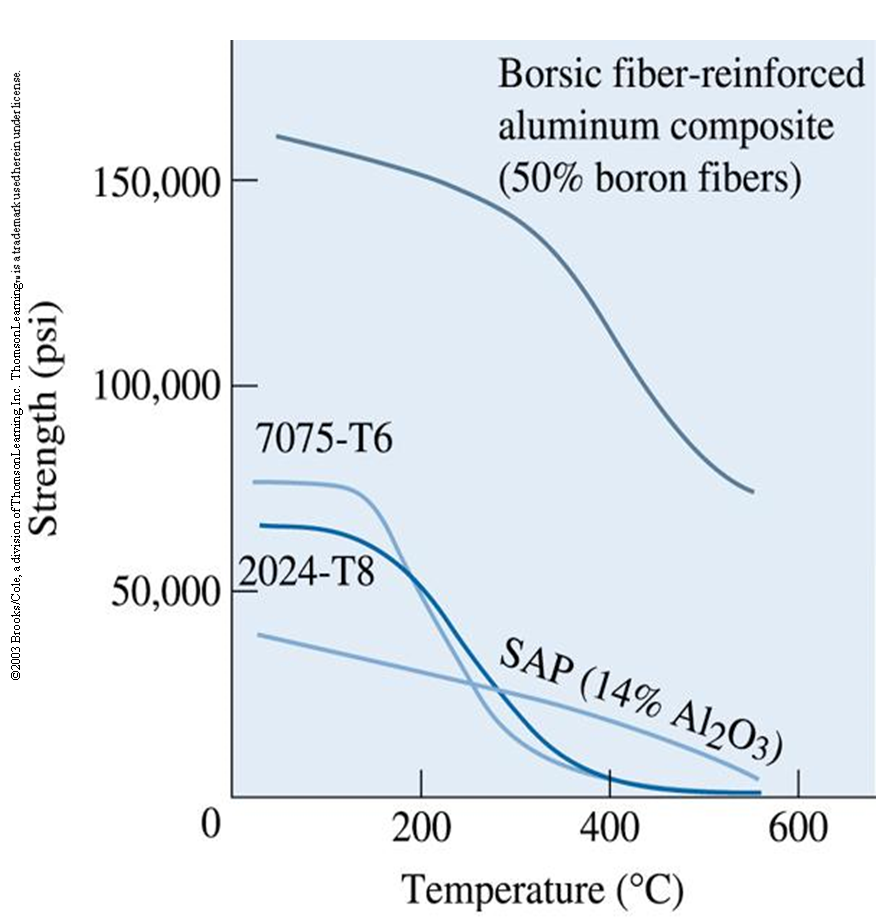 ©2003 Brooks/Cole, a division of Thomson Learning, Inc. Thomson Learning™ is a trademark used herein under license.
Borsic fiber-reinforced
aluminum composite
(50% boron fibers)
150,000
100,000
50,000
0
Strength (psi)
7075-T6
2024-T8
SAP (14% Al₂O₃)
200
400
600
Temperature (°C)